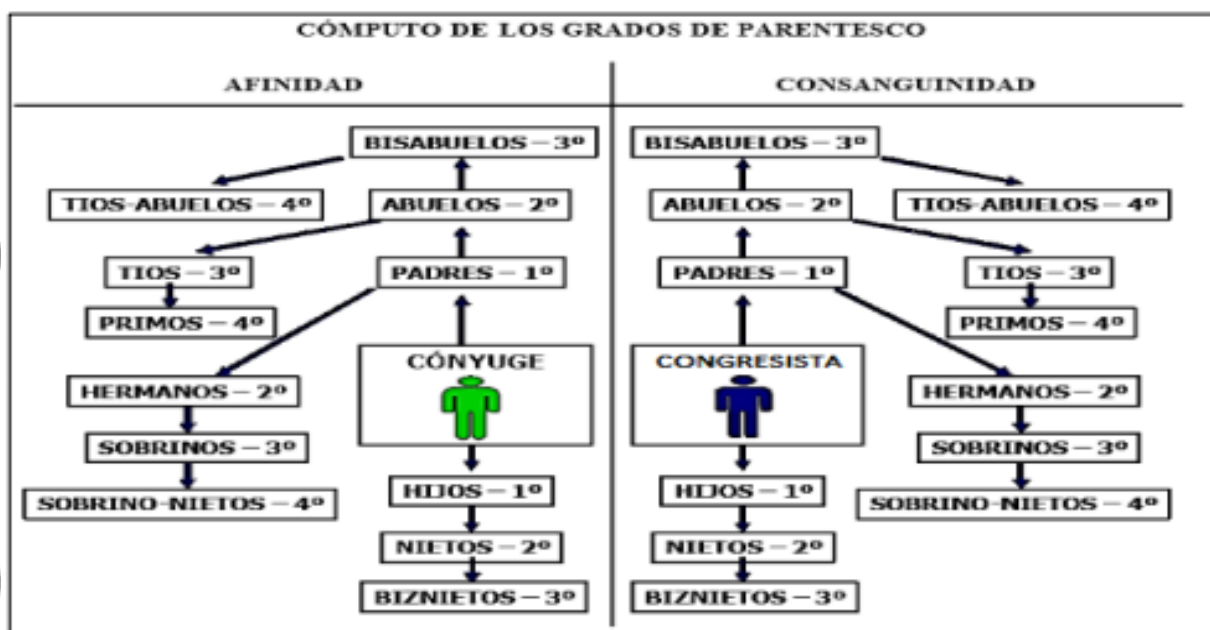 CÓMPUTO DE LOS GRADOS DE PARENTESCO
AFINIDAD
BISABUELOS – 3º
TIOS-ABUELOS – 4º
ABUELOS – 2º
TIOS – 3º
PADRES – 1º
PRIMOS – 4º
CÓNYUGE
HERMANOS – 2º
SOBRINOS – 3º
SOBRINO-NIETOS – 4º
HIJOS – 1º
NIETOS – 2º
BIZNIETOS – 3º
CONSANGUINIDAD
BISABUELOS – 3º
ABUELOS – 2º
TIOS-ABUELOS – 4º
PADRES – 1º
TIOS – 3º
PRIMOS – 4º
CONGRESISTA
HERMANOS – 2º
SOBRINOS – 3º
SOBRINO-NIETOS – 4º
HIJOS – 1º
NIETOS – 2º
BIZNIETOS – 3º